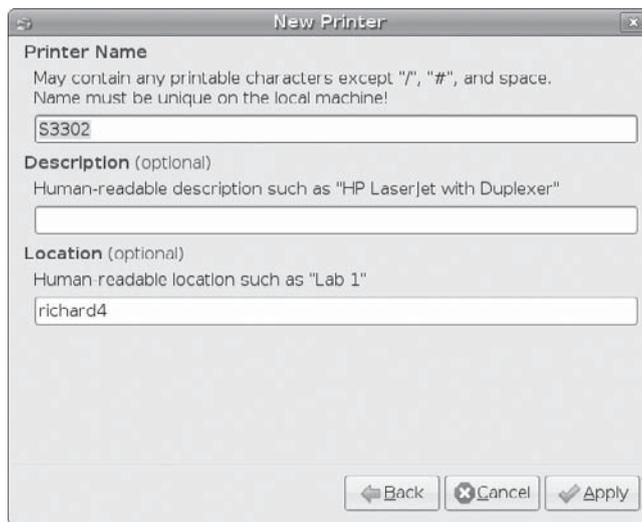 New Printer
Printer Name
May contain any printable characters except "/", "#", and space.
Name must be unique on the local machine!
S3302
Description (optional)
Human-readable description such as "HP LaserJet with Duplexer"
Location (optional)
Human-readable location such as "Lab 1"
richard4
Back Cancel Apply